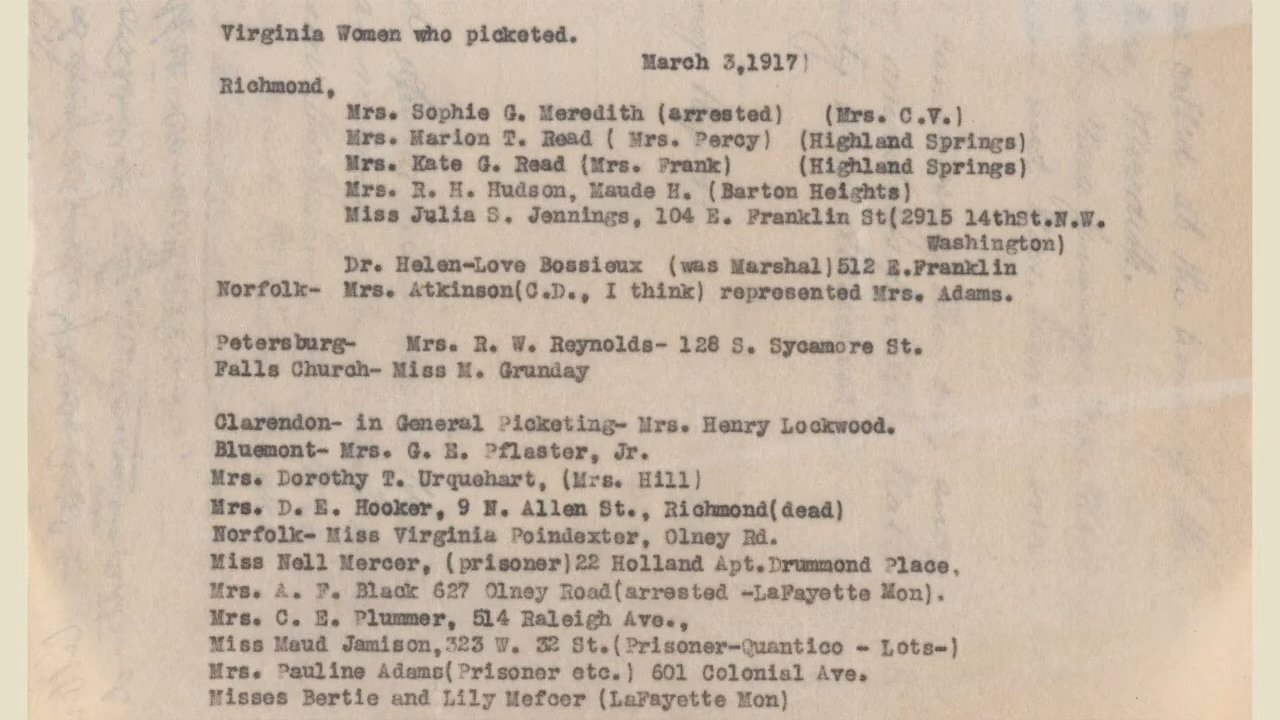 Virginia Women who picketed.
March 3,1917)
Richmond,
Mrs. Sophie G. Meredith (arrested) (Mrs. C.V.)
Mrs. Marion T. Read ( Mrs. Percy) (Highland Springs)
Mrs. Kate G. Read (Mrs. Frank) (Highland Springs)
Mrs. R. H. Hudson, Maude H. (Barton Heights)
Miss Julia S. Jennings, 104 E. Franklin St(2915 14thSt.N.W.
Washington)
Dr. Helen-Love Bossieux (was Marshal)512 E.Franklin
Norfolk- Mrs. Atkinson(C.D., I think) represented Mrs. Adams.
Petersburg- Mrs. R. W. Reynolds- 128 S. Sycamore St.
Falls Church- Miss M. Grunday
Clarendon- in General Picketing- Mrs. Henry Lockwood.
Bluemont- Mrs. G. E. Pflaster, Jr.
Mrs. Dorothy T. Urquehart, (Mrs. Hill)
Mrs. D. E. Hooker, 9 N. Allen St., Richmond(dead)
Norfolk- Miss Virginia Poindexter, Olney Rd.
Miss Nell Mercer, (prisoner)22 Holland Apt.Drummond Place.
Mrs. A. F. Black 627 Olney Road(arrested -LaFayette Mon).
Mrs. C. E. Plummer, 514 Raleigh Ave.,
Miss Maud Jamison,323 W. 32 St.(Prisoner-Quantico - Lots-)
Mrs. Pauline Adams(Prisoner etc.) 601 Colonial Ave.
Misses Bertie and Lily Mefcer (LaFayette Mon)